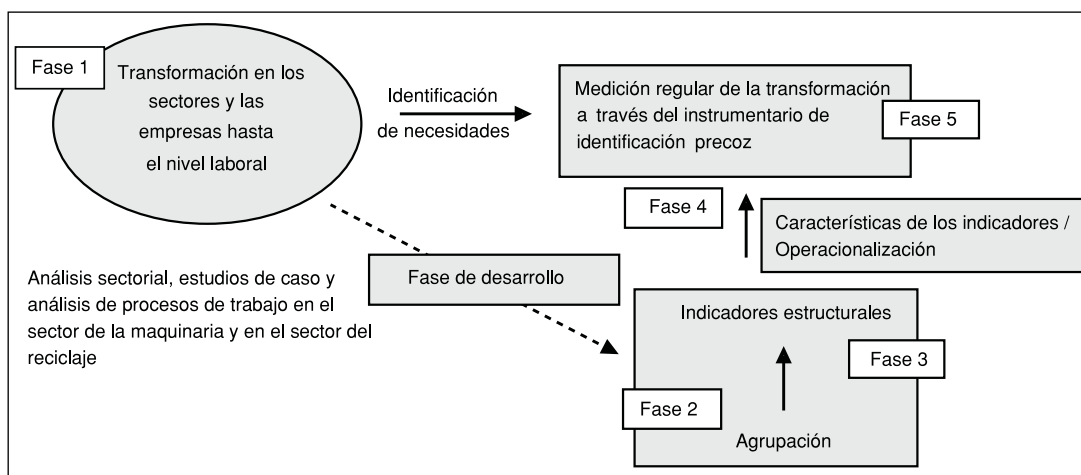 Fase 1
Transformación en los
sectores y las
empresas hasta
el nivel laboral
Identificación
de necesidades
Medición regular de la transformación
a través del instrumentario de
identificación precoz
Fase 5
Fase 4
Características de los indicadores /
Operacionalización
Análisis sectorial, estudios de caso y
análisis de procesos de trabajo en el
sector de la maquinaria y en el sector del
reciclaje
Fase de desarrollo
Indicadores estructurales
Fase 3
Fase 2
Agrupación